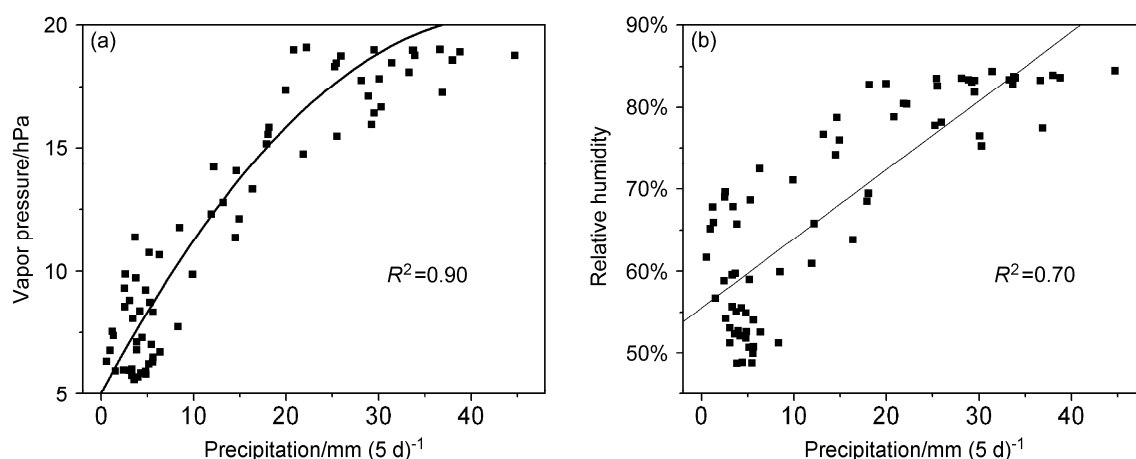 (a)
20
15
10
5
Vapor pressure/hPa
R²=0.90
0 10 20 30 40
Precipitation/mm (5 d)⁻¹
(b)
90%
80%
70%
60%
50%
Relative humidity
R²=0.70
0 10 20 30 40
Precipitation/mm (5 d)⁻¹